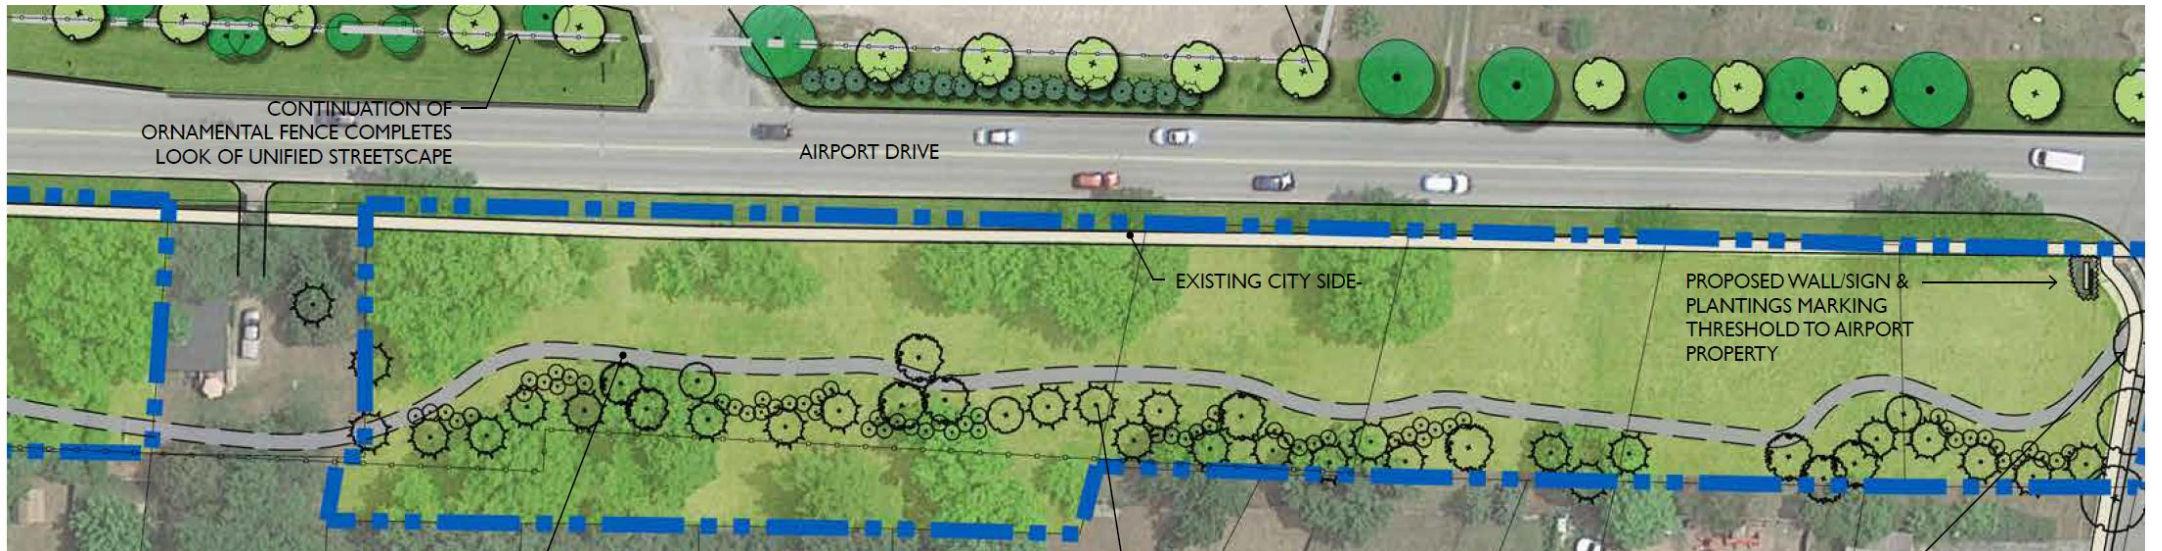 CONTINUATION OF
ORNAMENTAL FENCE COMPLETES
LOOK OF UNIFIED STREETSCAPE
AIRPORT DRIVE
EXISTING CITY SIDE-
PROPOSED WALL/SIGN &
PLANTINGS MARKING
THRESHOLD TO AIRPORT
PROPERTY